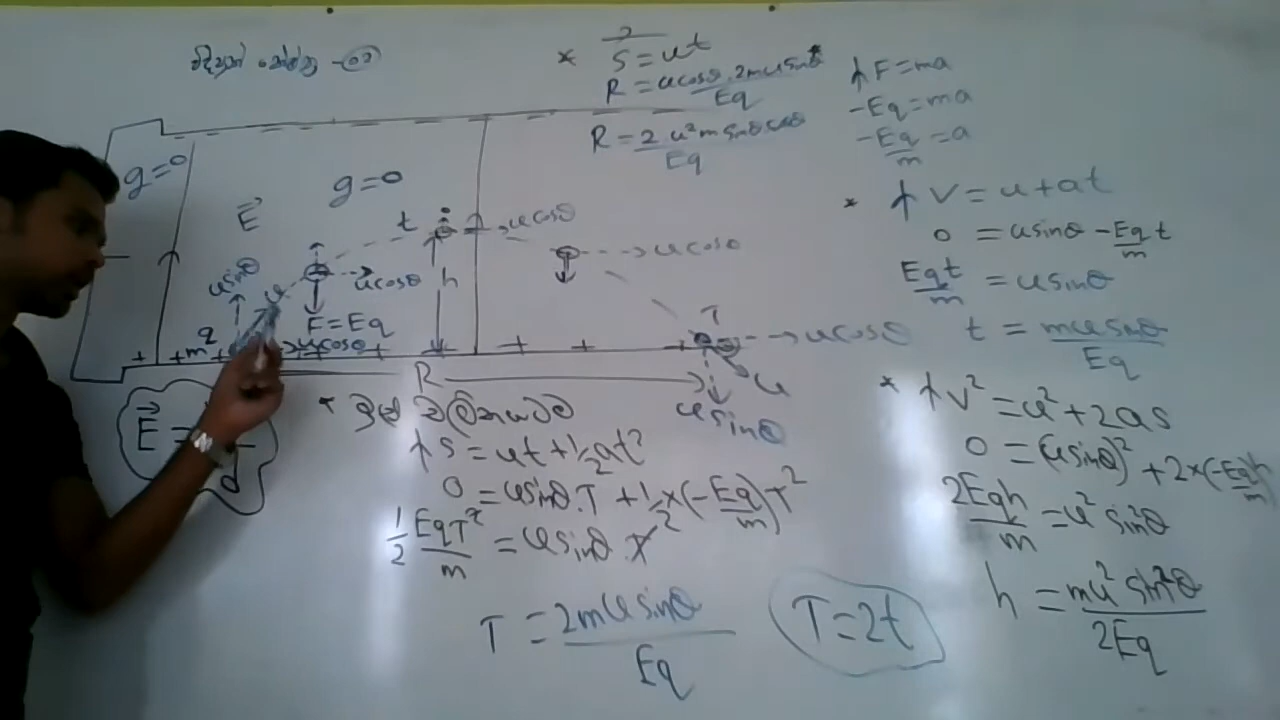 විද්‍යුත් ක්ෂේත්‍ර -02
* →
S = ut
R = ucosθ . 2musinθ / Eq
R = 2u²m sinθ cosθ / Eq
↑ F = ma
-Eq = ma
-Eq/m = a
* ↑ V = u + at
0 = usinθ - Eq/m t
Eqt/m = usinθ
t = musinθ / Eq
* ↑ V² = u² + 2as
0 = (usinθ)² + 2×(-Eq/m)h
2Eqh/m = u² sin²θ
h = mu² sin²θ / 2Eq
g=0
E
g=0
t
ucosθ
ucosθ
usinθ
u
ucosθ
h
F = Eq
m q
ucosθ
T
ucosθ
u
usinθ
+ + + + + + + +
R
E =
d
↑ S = ut + 1/2 at²
0 = usinθ.T + 1/2 × (-Eq/m) T²
1/2 EqT²/m = usinθ.T
T = 2musinθ / Eq
T = 2t